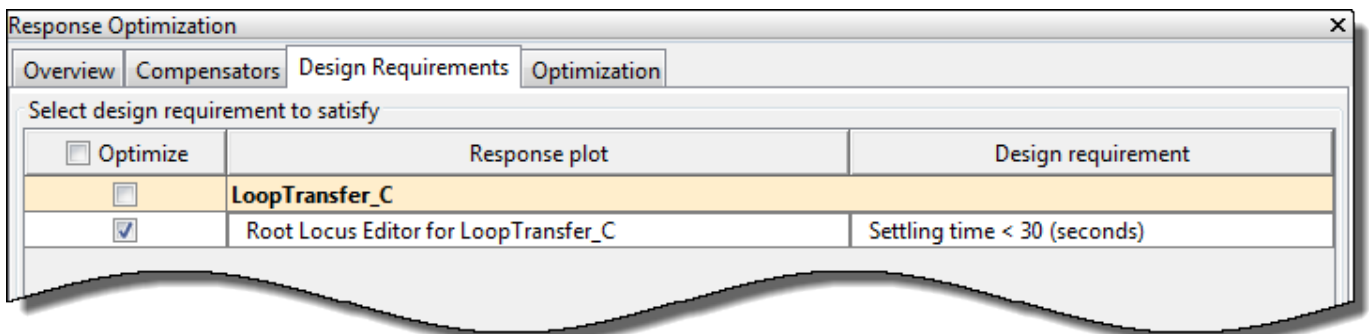 Response Optimization
Overview Compensators Design Requirements Optimization
Select design requirement to satisfy
Optimize Response plot Design requirement
LoopTransfer_C
Root Locus Editor for LoopTransfer_C Settling time < 30 (seconds)